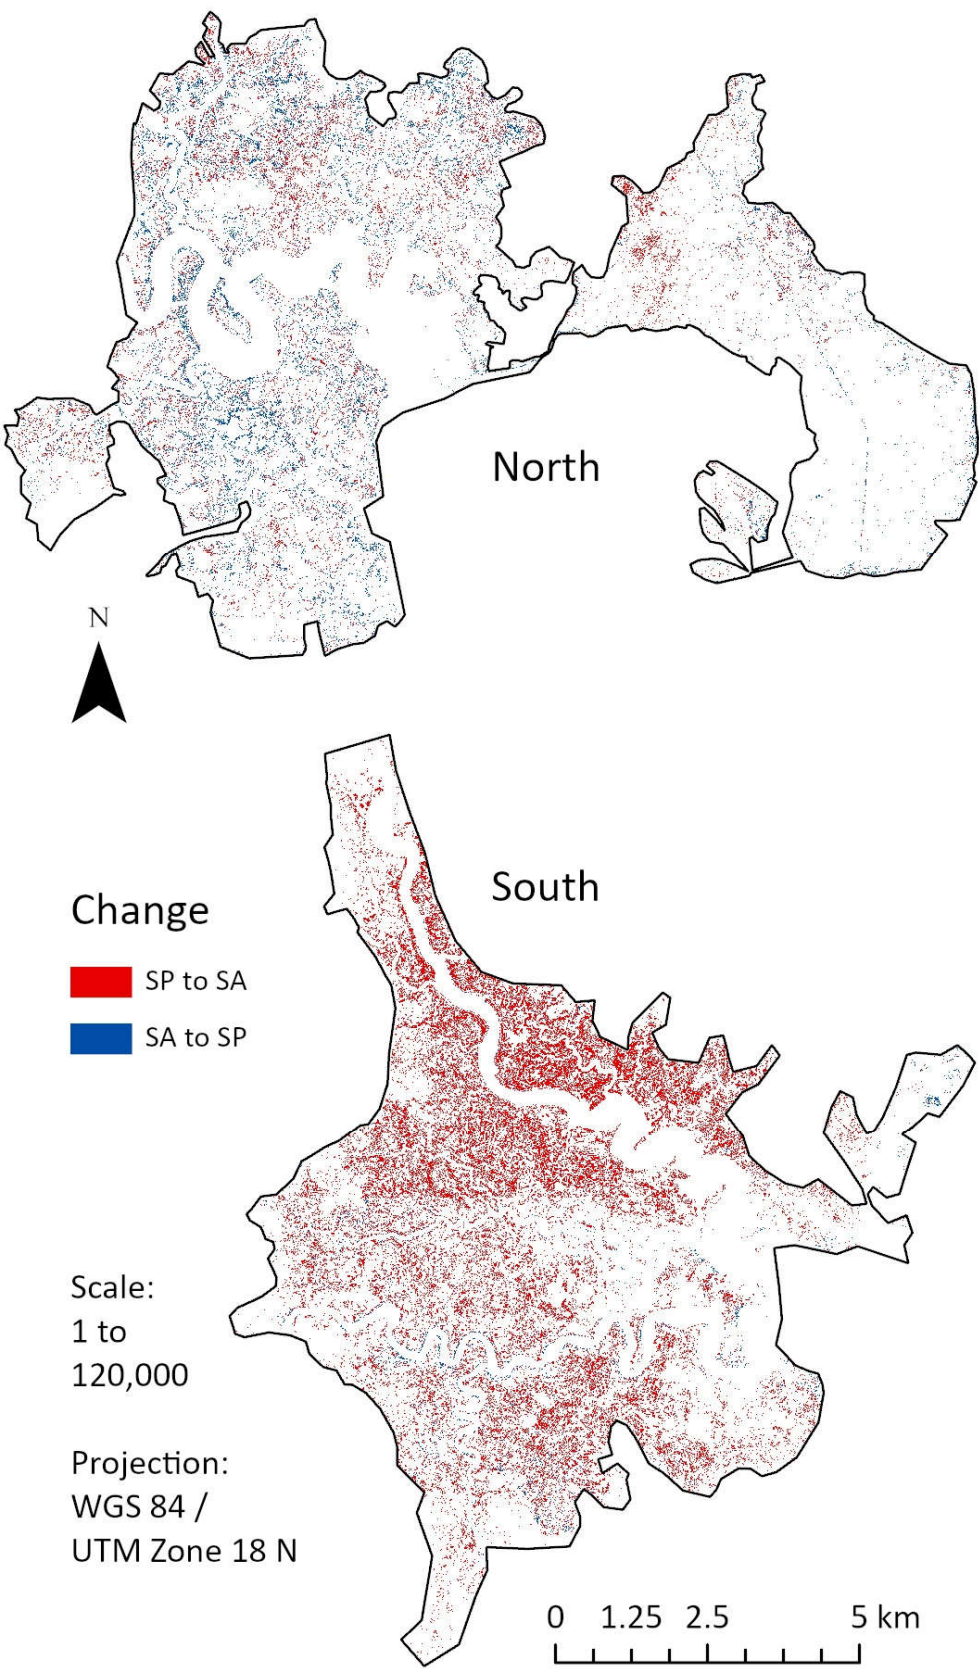 North
N
South
Change
SP to SA
SA to SP
Scale:
1 to
120,000
Projection:
WGS 84 /
UTM Zone 18 N
0 1.25 2.5 5 km